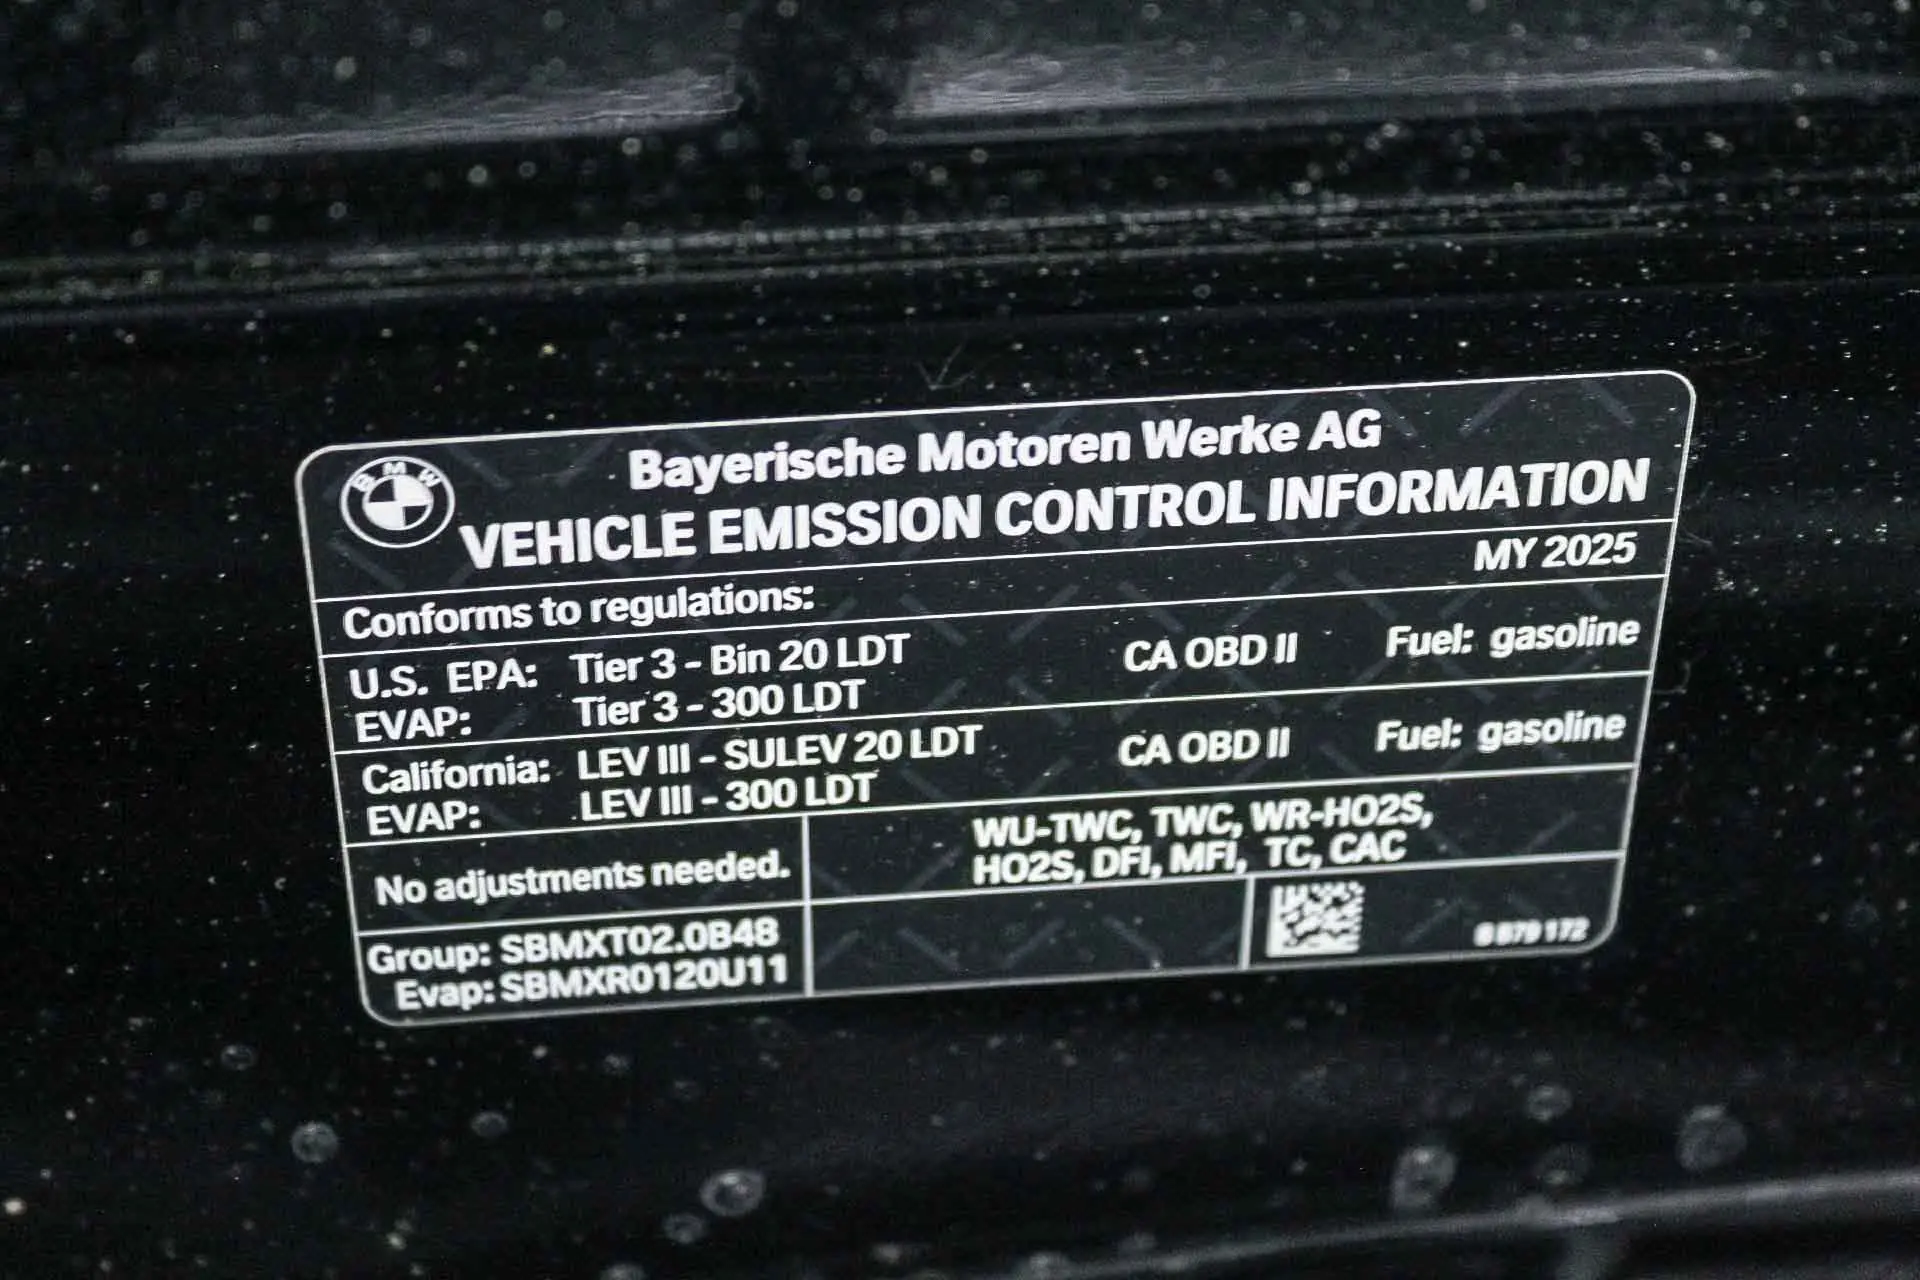 BMW
Bayerische Motoren Werke AG
VEHICLE EMISSION CONTROL INFORMATION
MY 2025
Conforms to regulations:
U.S. EPA: Tier 3 - Bin 20 LDT CA OBD II Fuel: gasoline
EVAP: Tier 3 - 300 LDT
California: LEV III - SULEV 20 LDT CA OBD II Fuel: gasoline
EVAP: LEV III - 300 LDT
No adjustments needed.
WU-TWC, TWC, WR-HO2S,
HO2S, DFI, MFI, TC, CAC
Group: SBMXT02.0B48
Evap: SBMXR0120U11